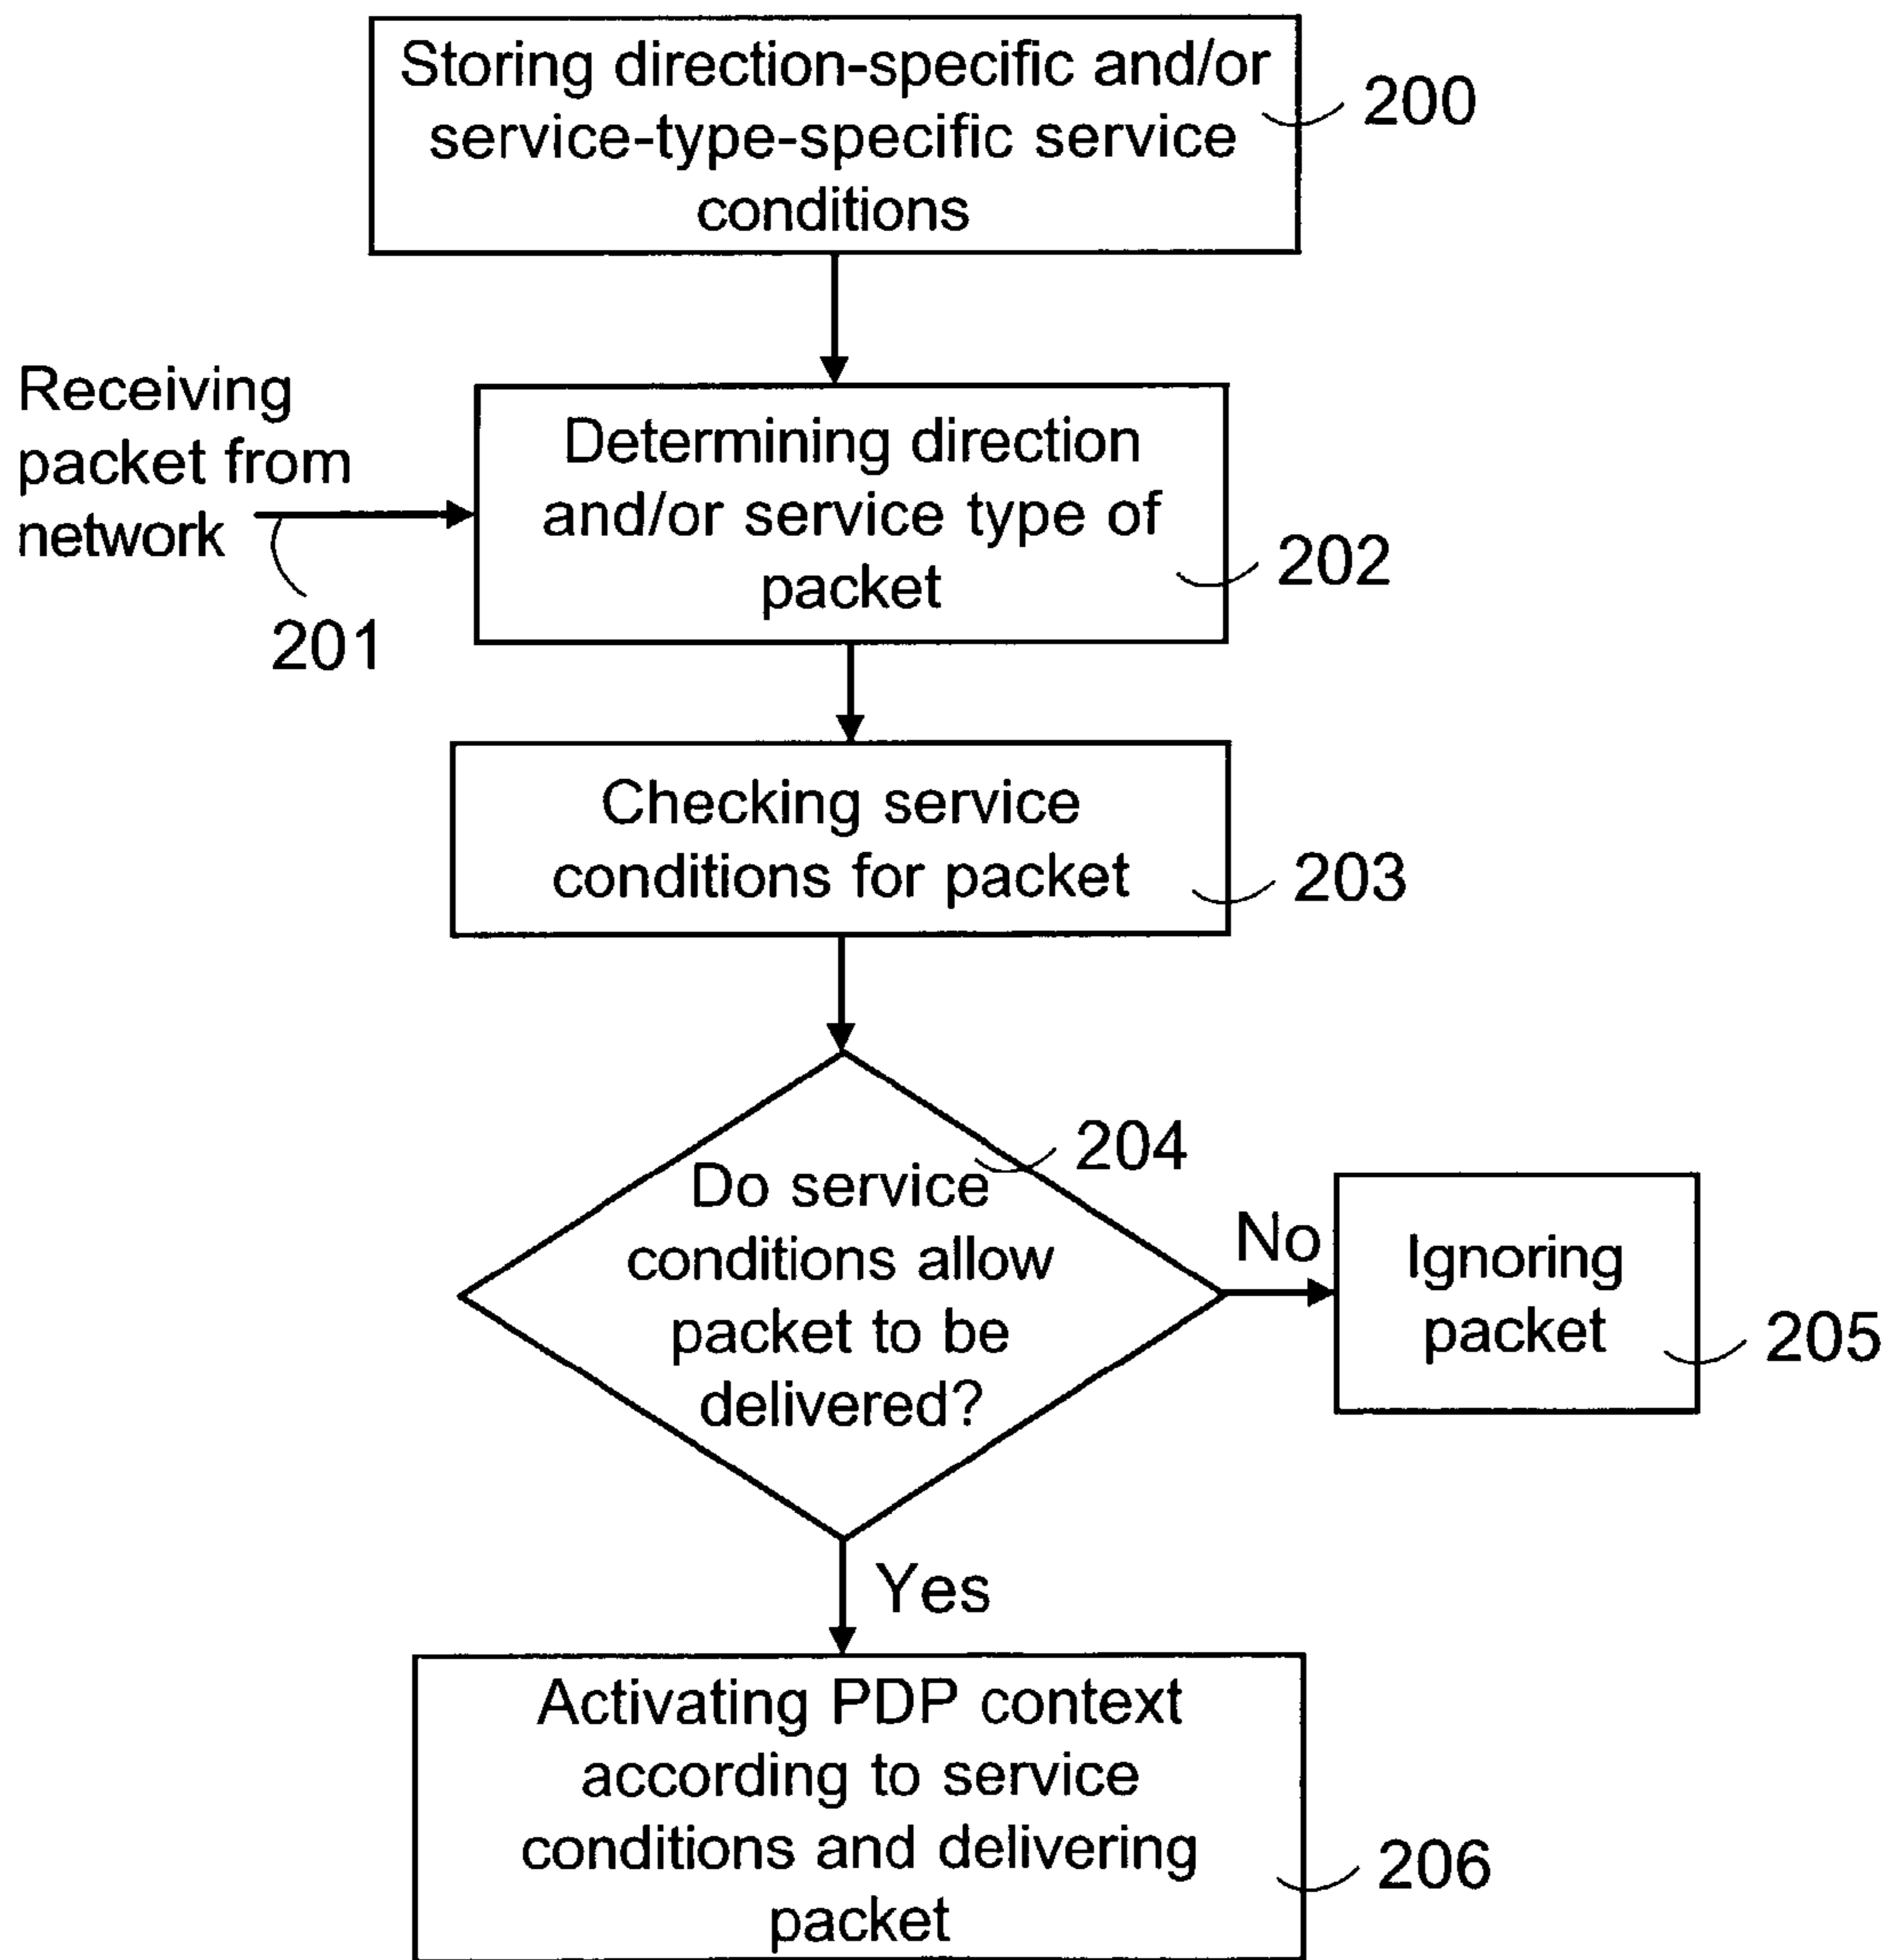 Storing direction-specific and/or
service-type-specific service
conditions
200
Receiving
packet from
network
201
Determining direction
and/or service type of
packet
202
Checking service
conditions for packet
203
204
Do service
conditions allow
packet to be
delivered?
No
Ignoring
packet
205
Yes
Activating PDP context
according to service
conditions and delivering
packet
206